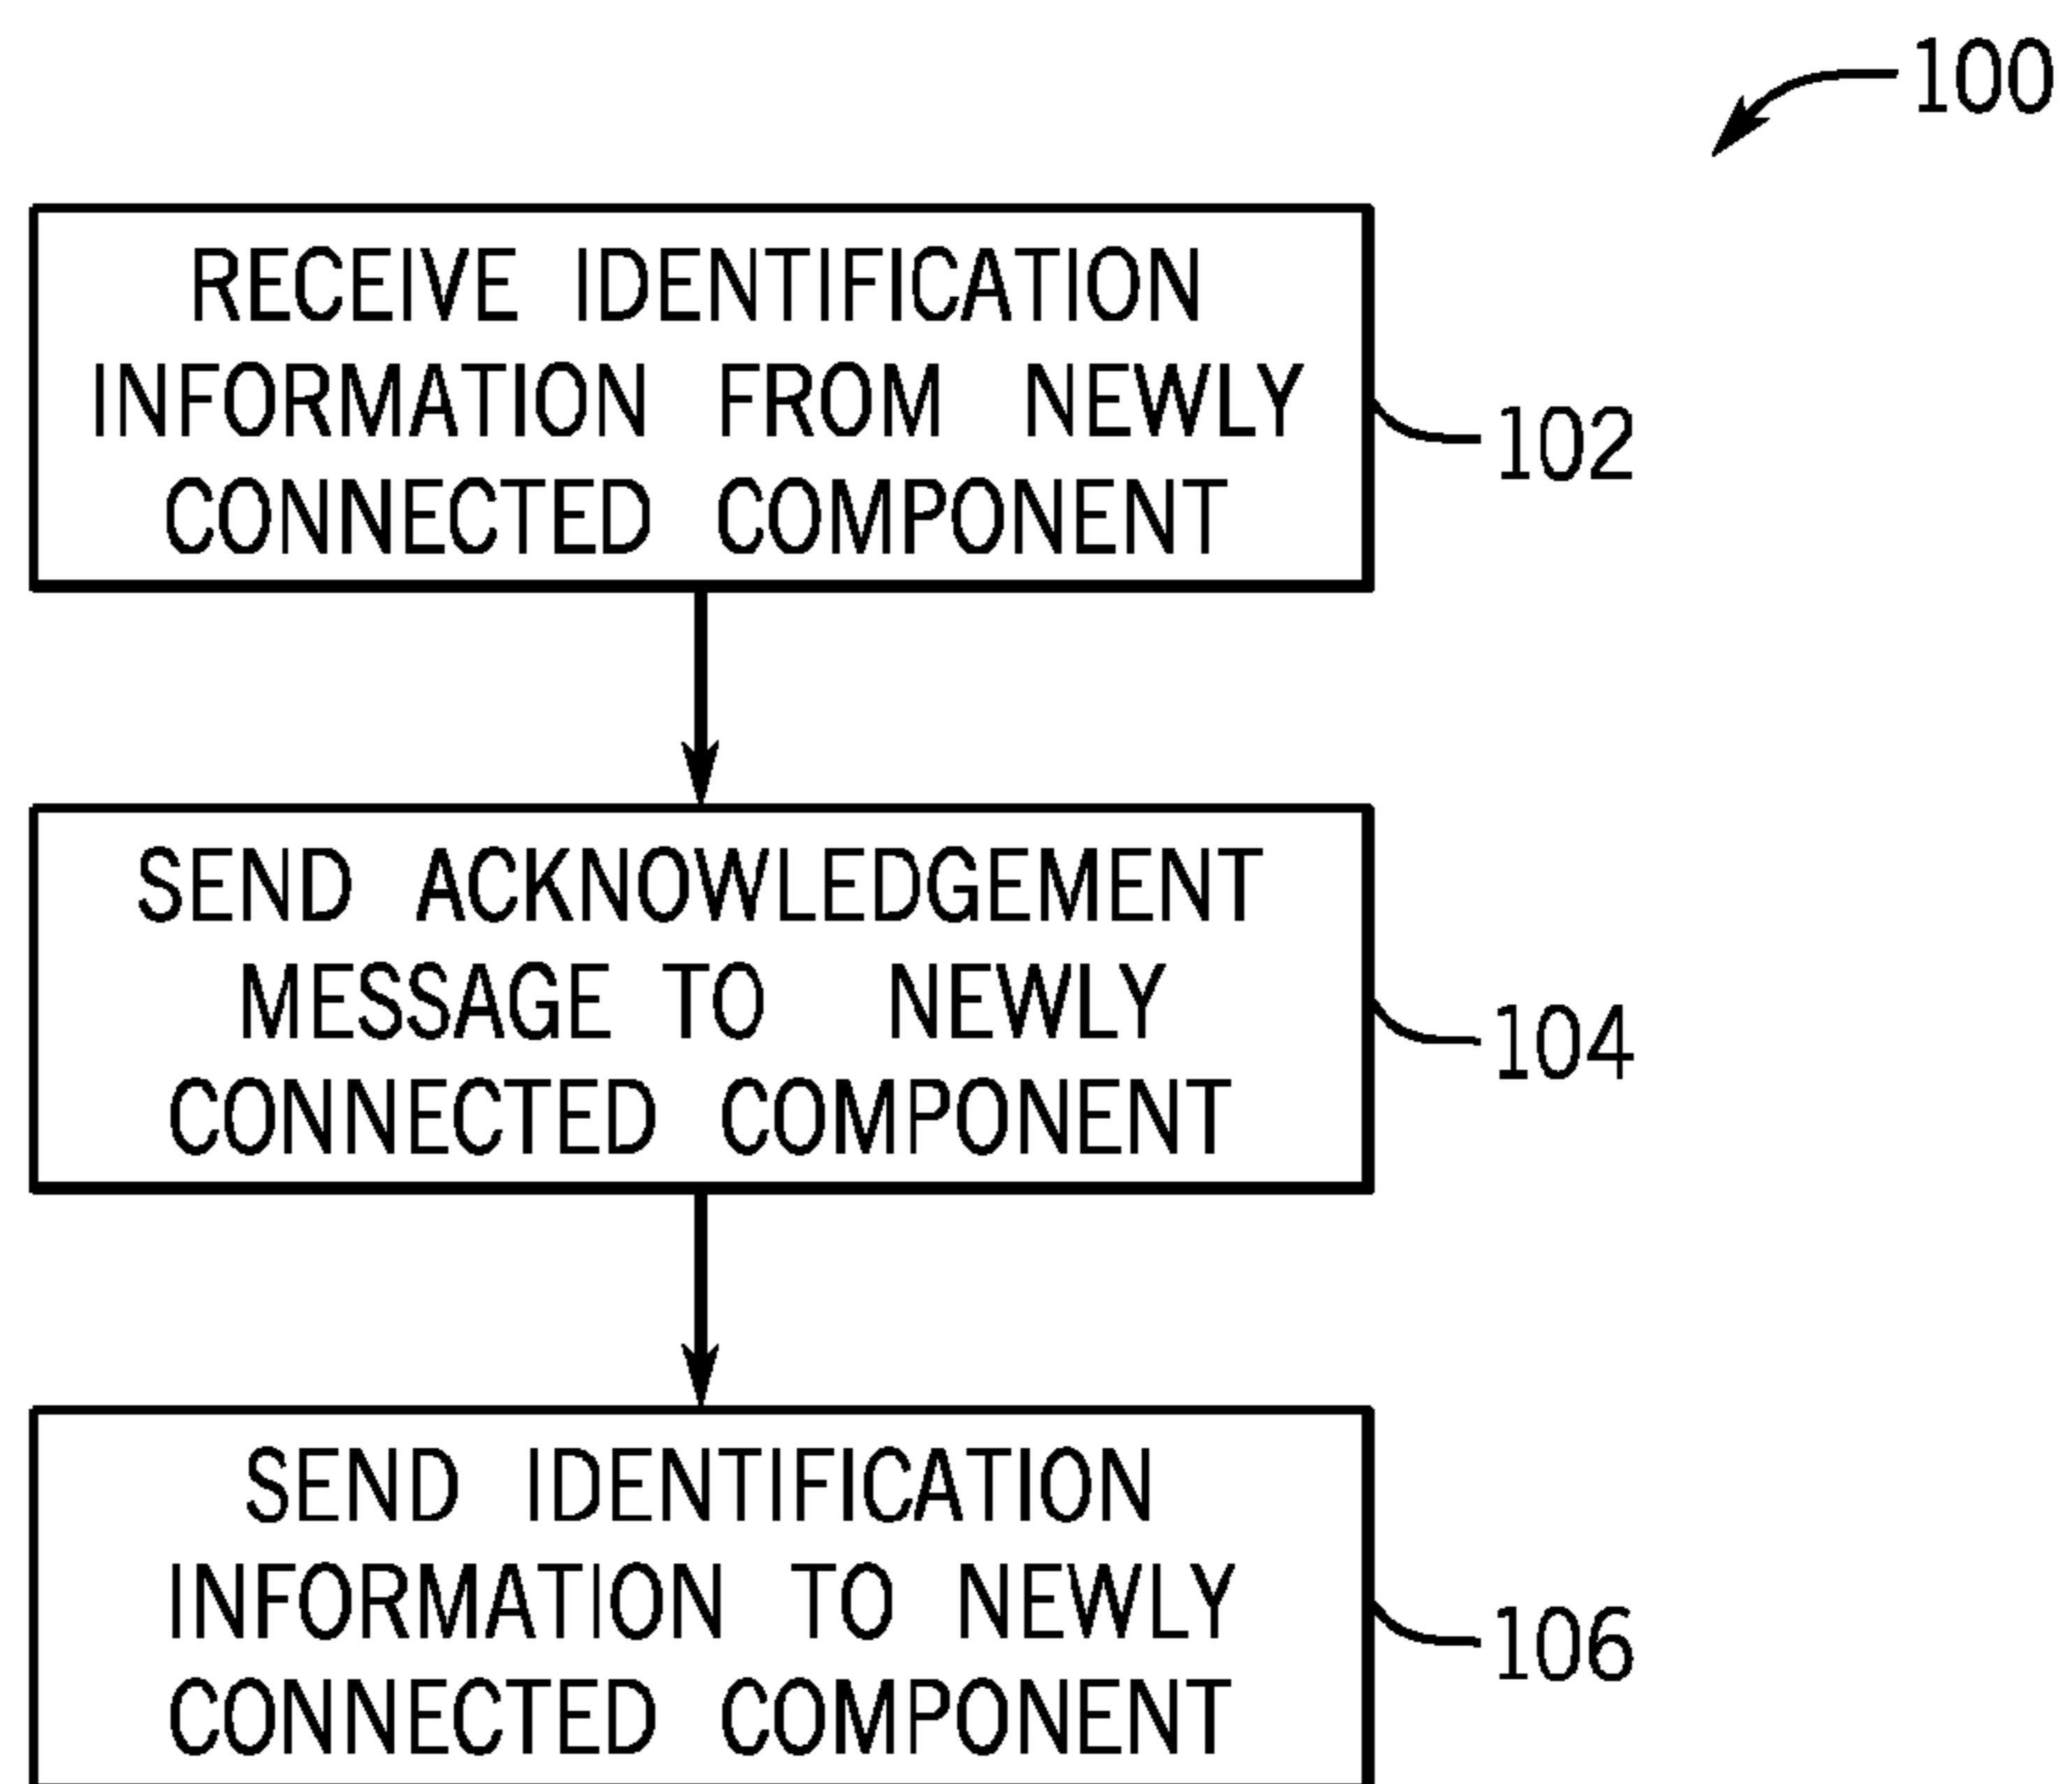 100
RECEIVE IDENTIFICATION
INFORMATION FROM NEWLY
CONNECTED COMPONENT
102
SEND ACKNOWLEDGEMENT
MESSAGE TO NEWLY
CONNECTED COMPONENT
104
SEND IDENTIFICATION
INFORMATION TO NEWLY
CONNECTED COMPONENT
106